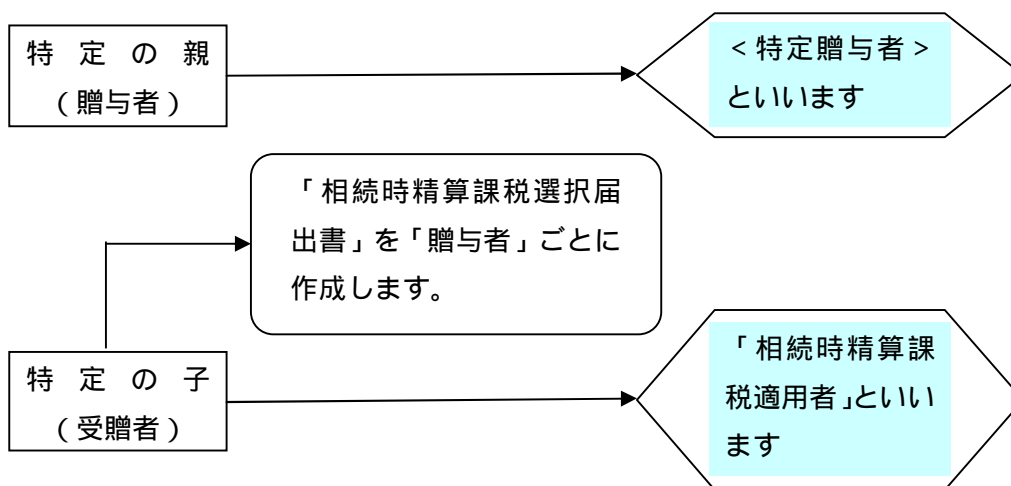 特定の親
(贈与者)
<特定贈与者>
といいます
「相続時精算課税選択届
出書」を「贈与者」ごとに
作成します。
特定の子
(受贈者)
「相続時精算課
税適用者」といい
ます